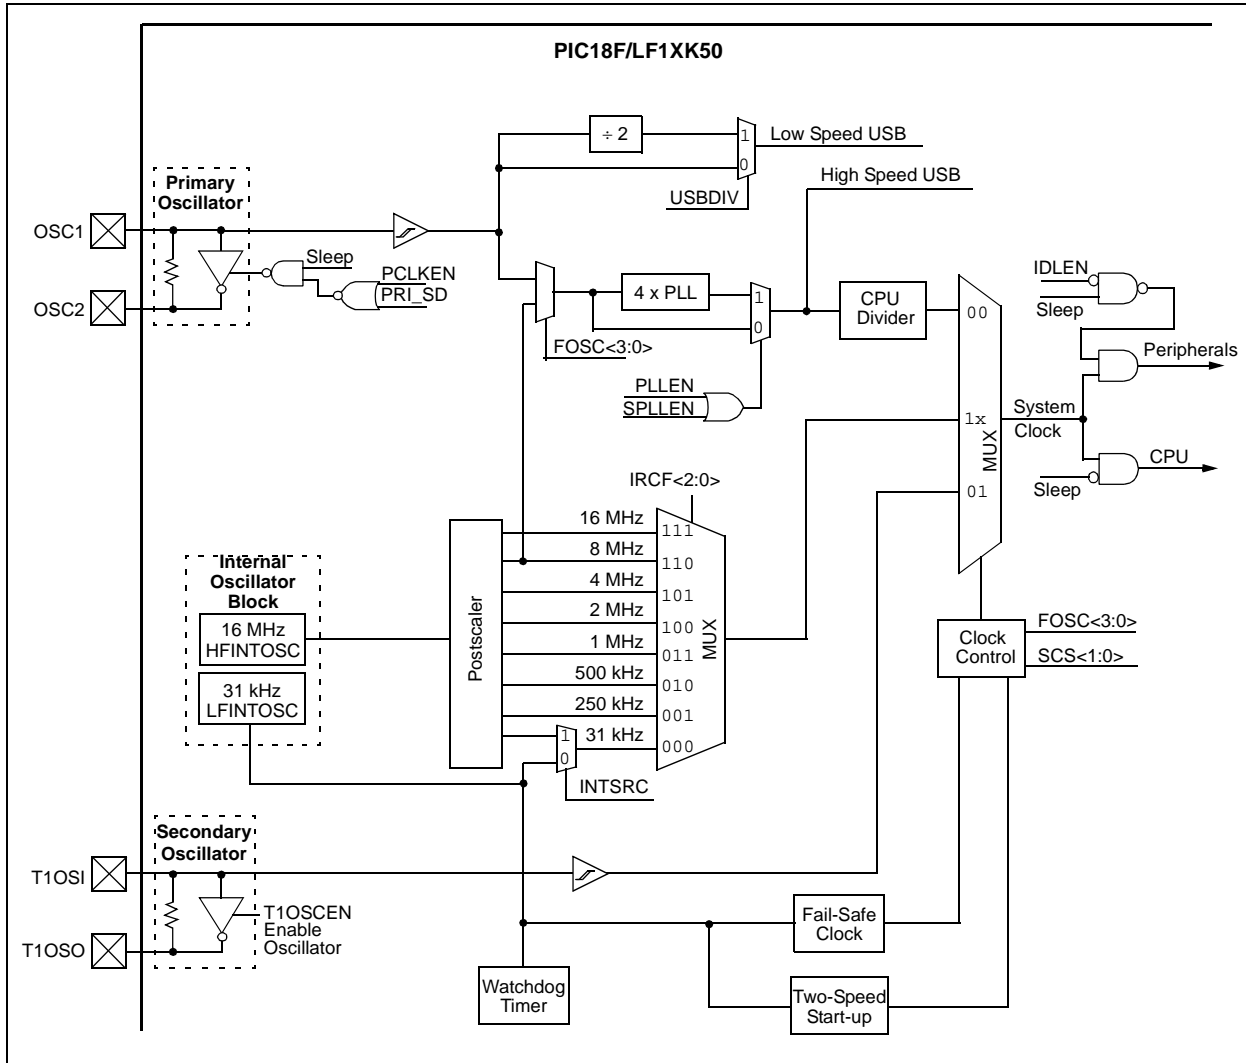 PIC18F/LF1XK50
÷ 2
1
0
Low Speed USB
USBDIV
High Speed USB
Primary
Oscillator
OSC1
OSC2
Sleep
PCLKEN
PRI_SD
4 x PLL
1
0
FOSC<3:0>
PLLEN
SPLLEN
CPU
Divider
00
1x
01
MUX
IDLEN
Sleep
Peripherals
System
Clock
CPU
Sleep
IRCF<2:0>
Internal
Oscillator
Block
16 MHz
HFINTOSC
31 kHz
LFINTOSC
Postscaler
16 MHz
8 MHz
4 MHz
2 MHz
1 MHz
500 kHz
250 kHz
31 kHz
111
110
101
100
011
010
001
000
MUX
1
0
INTSRC
Clock
Control
FOSC<3:0>
SCS<1:0>
Secondary
Oscillator
T1OSI
T1OSO
T1OSCEN
Enable
Oscillator
Watchdog
Timer
Fail-Safe
Clock
Two-Speed
Start-up